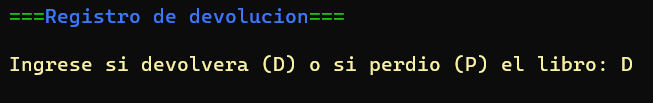 ===Registro de devolucion===
Ingrese si devolvera (D) o si perdio (P) el libro: D